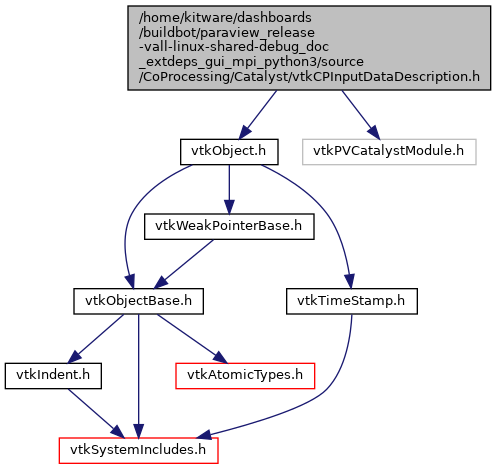 /home/kitware/dashboards
/buildbot/paraview_release
-vall-linux-shared-debug_doc
_extdeps_gui_mpi_python3/source
/CoProcessing/Catalyst/vtkCPInputDataDescription.h
vtkObject.h
vtkPVCatalystModule.h
vtkWeakPointerBase.h
vtkObjectBase.h
vtkTimeStamp.h
vtkIndent.h
vtkAtomicTypes.h
vtkSystemIncludes.h